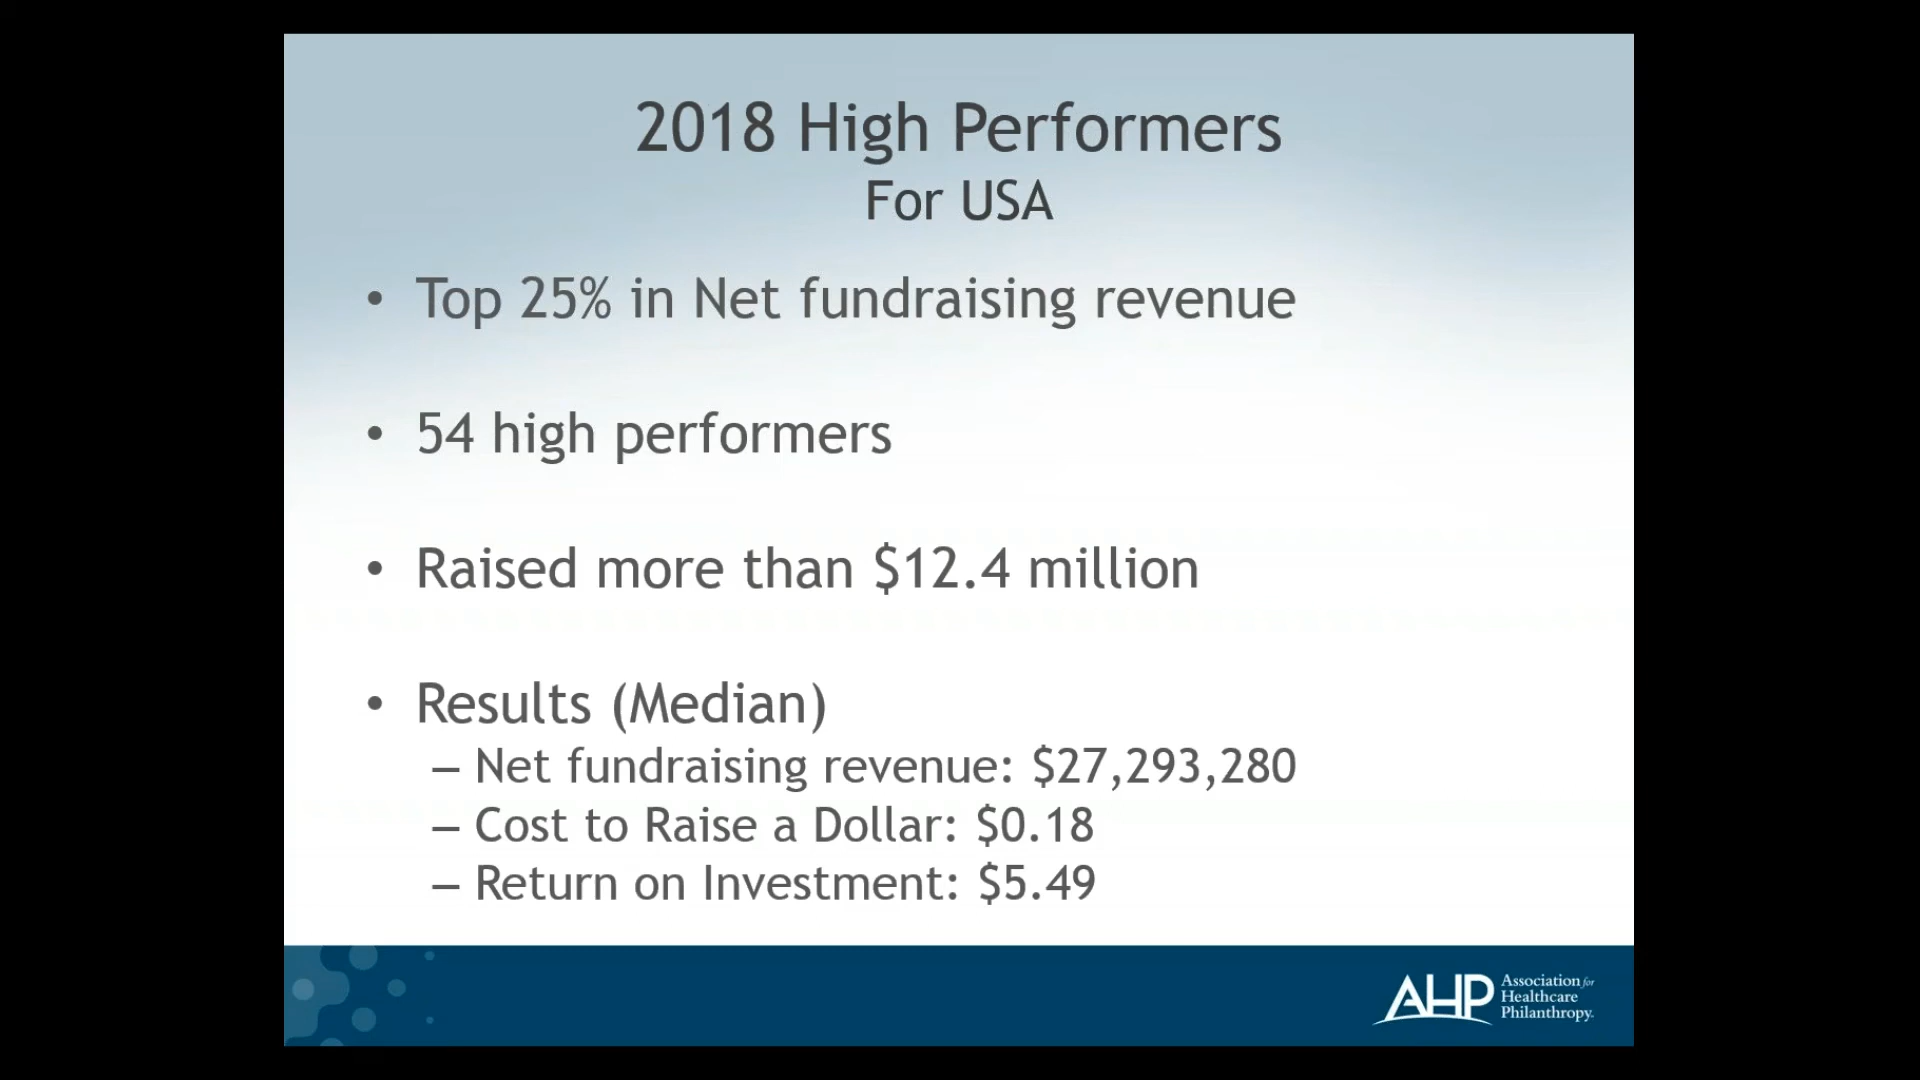 2018 High Performers
For USA
• Top 25% in Net fundraising revenue
• 54 high performers
• Raised more than $12.4 million
• Results (Median)
– Net fundraising revenue: $27,293,280
– Cost to Raise a Dollar: $0.18
– Return on Investment: $5.49
AHP
Association for
Healthcare
Philanthropy.